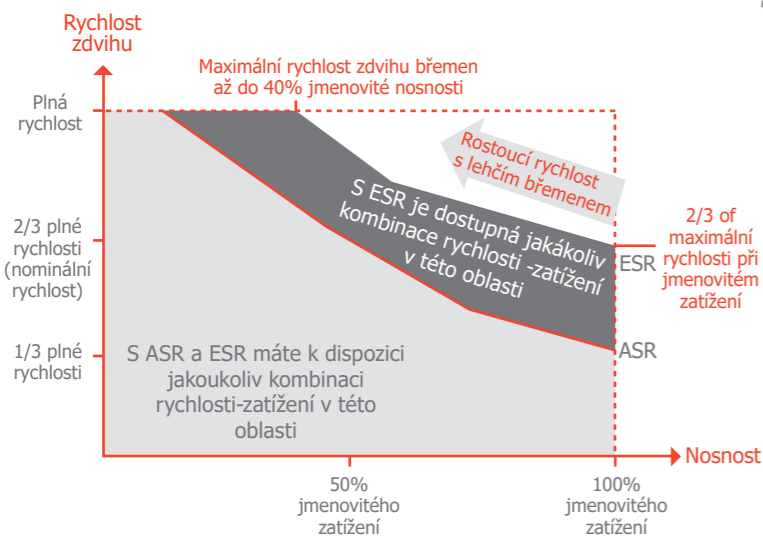 Rychlost
zdvihu
Maximální rychlost zdvihu břemen
až do 40% jmenovité nosnosti
Plná
rychlost
Rostoucí rychlost
s lehčím břemenem
S ESR je dostupná jakákoliv
kombinace rychlosti -zatížení
v této oblasti
2/3 plné
rychlosti
(nominální
rychlost)
ESR
2/3 of
maximální
rychlosti při
jmenovitém
zatížení
1/3 plné
rychlosti
ASR
S ASR a ESR máte k dispozici
jakoukoliv kombinaci
rychlosti-zatížení v této
oblasti
Nosnost
50%
jmenovitého
zatížení
100%
jmenovitého
zatížení